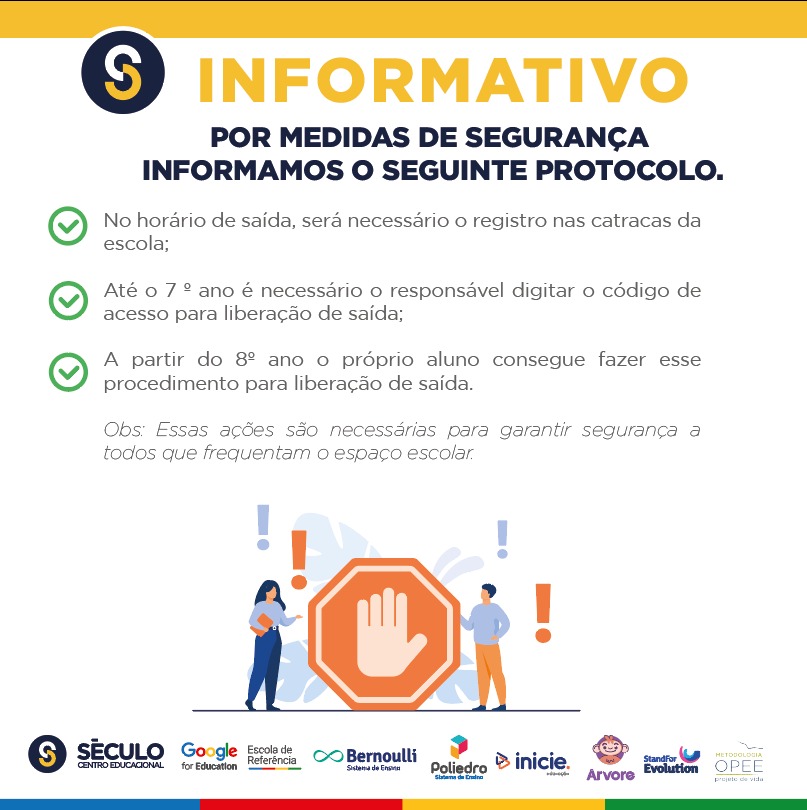 INFORMATIVO
POR MEDIDAS DE SEGURANÇA
INFORMAMOS O SEGUINTE PROTOCOLO.
No horário de saída, será necessário o registro nas catracas da
escola;
Até o 7 º ano é necessário o responsável digitar o código de
acesso para liberação de saída;
A partir do 8º ano o próprio aluno consegue fazer esse
procedimento para liberação de saída.
Obs: Essas ações são necessárias para garantir segurança a
todos que frequentam o espaço escolar.
SÉCULO
CENTRO EDUCACIONAL
Google
for Education
Escola de
Referência
Bernoulli
Sistema de Ensino
Poliedro
Sistema de Ensino
inicie.
educação
Arvore
StandFor
Evolution
METODOLOGIA
OPEE
projeto de vida